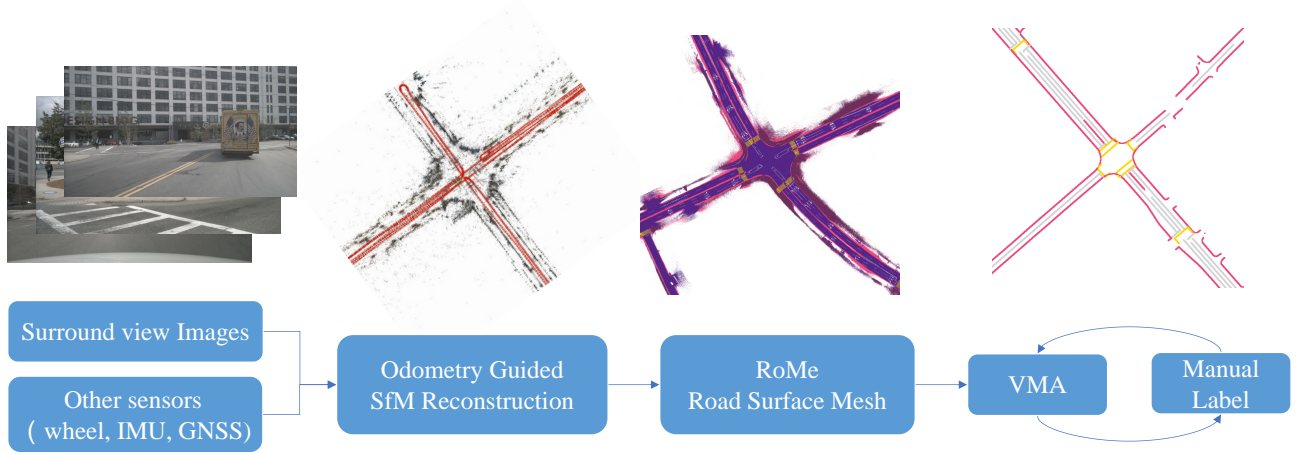 Surround view Images
Other sensors
( wheel, IMU, GNSS)
Odometry Guided
SfM Reconstruction
RoMe
Road Surface Mesh
VMA
Manual
Label